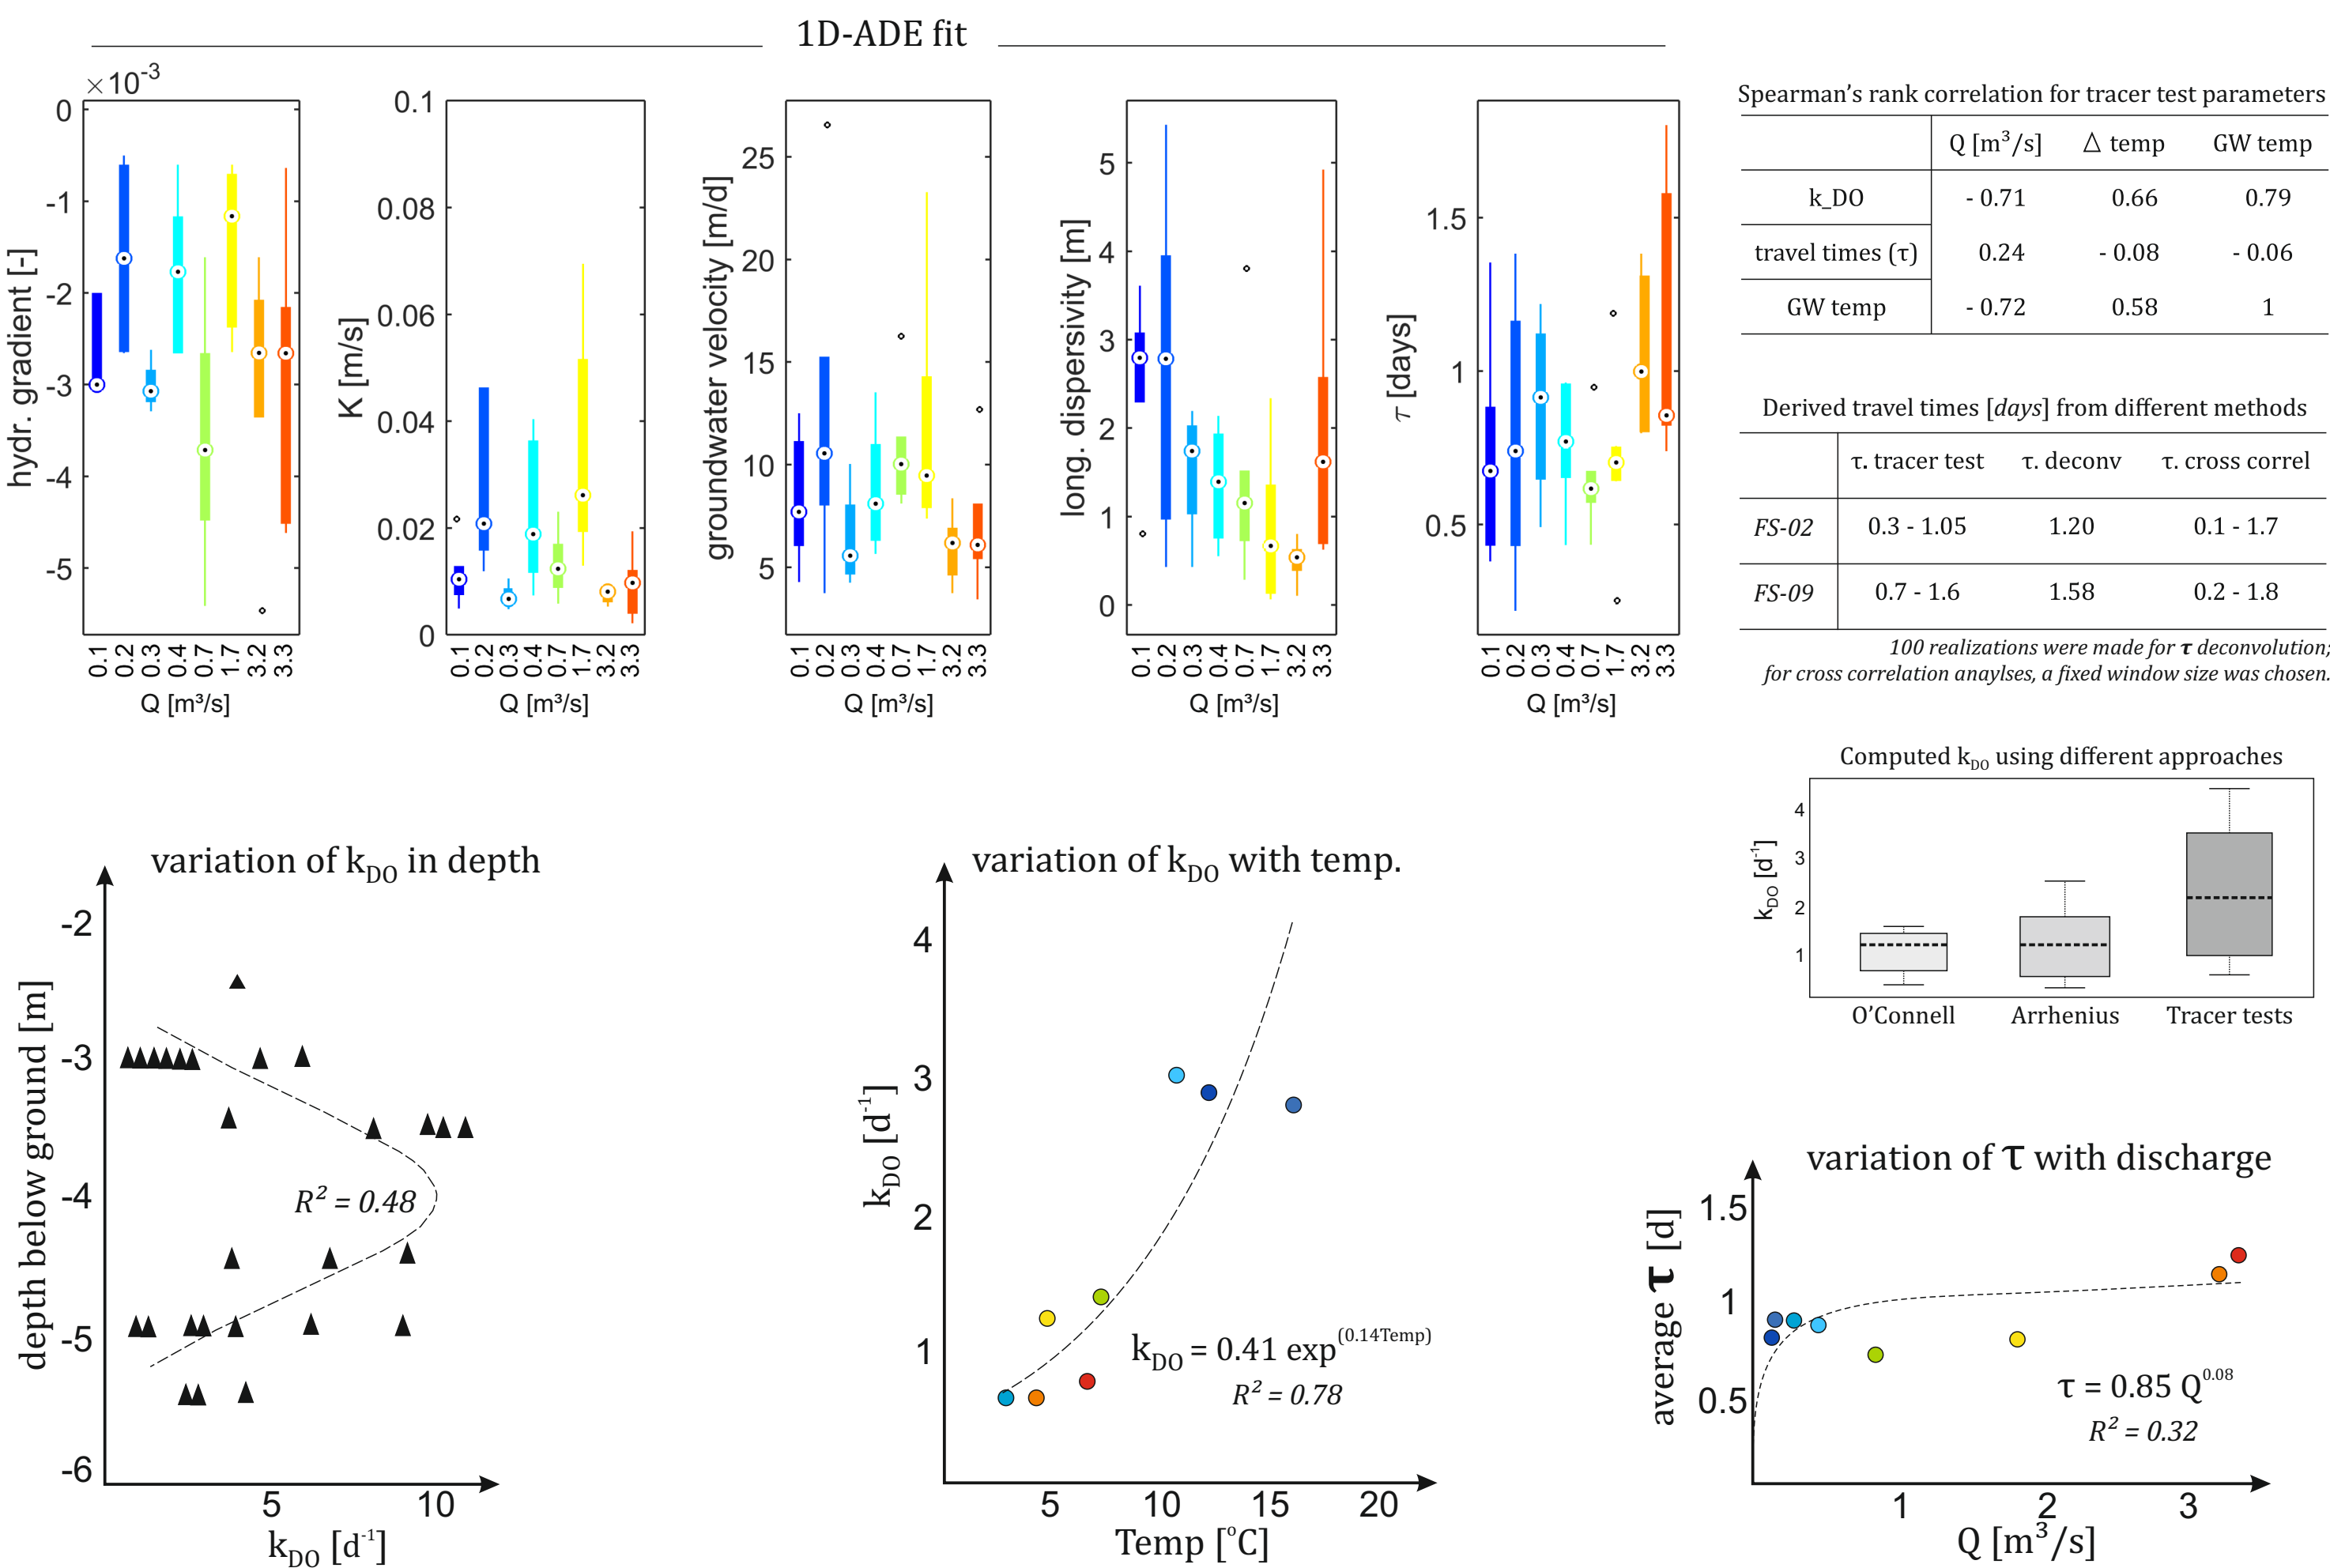 1D-ADE fit
×10-3
hydr. gradient [-]
0
-1
-2
-3
-4
-5
0.1 0.2 0.3 0.4 0.7 1.7 3.2 3.3
Q [m³/s]
K [m/s]
0.1
0.08
0.06
0.04
0.02
0
0.1 0.2 0.3 0.4 0.7 1.7 3.2 3.3
Q [m³/s]
groundwater velocity [m/d]
25
20
15
10
5
0.1 0.2 0.3 0.4 0.7 1.7 3.2 3.3
Q [m³/s]
long. dispersivity [m]
5
4
3
2
1
0
0.1 0.2 0.3 0.4 0.7 1.7 3.2 3.3
Q [m³/s]
τ [days]
1.5
1
0.5
0.1 0.2 0.3 0.4 0.7 1.7 3.2 3.3
Q [m³/s]
Spearman's rank correlation for tracer test parameters
Q [m³/s] △ temp GW temp
k_DO - 0.71 0.66 0.79
travel times (τ) 0.24 - 0.08 - 0.06
GW temp - 0.72 0.58 1
Derived travel times [days] from different methods
τ. tracer test τ. deconv τ. cross correl
FS-02 0.3 - 1.05 1.20 0.1 - 1.7
FS-09 0.7 - 1.6 1.58 0.2 - 1.8
100 realizations were made for τ deconvolution;
for cross correlation anaylses, a fixed window size was chosen.
Computed kDO using different approaches
kDO [d-1]
4
3
2
1
O'Connell Arrhenius Tracer tests
variation of kDO in depth
depth below ground [m]
-2
-3
-4
-5
-6
R² = 0.48
5 10
kDO [d-1]
variation of kDO with temp.
kDO [d-1]
4
3
2
1
kDO = 0.41 exp(0.14Temp)
R² = 0.78
5 10 15 20
Temp [°C]
variation of τ with discharge
average τ [d]
1.5
1
0.5
τ = 0.85 Q0.08
R² = 0.32
1 2 3
Q [m³/s]